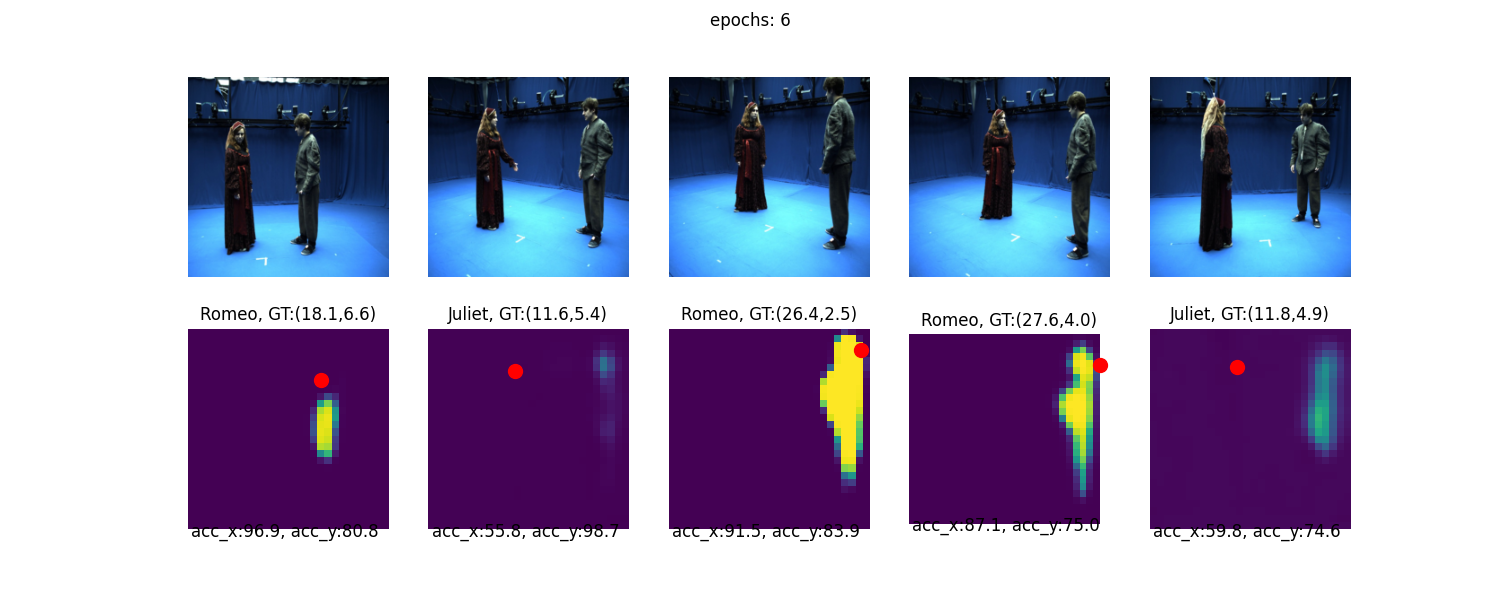 epochs: 6
Romeo, GT:(18.1,6.6)
Juliet, GT:(11.6,5.4)
Romeo, GT:(26.4,2.5)
Romeo, GT:(27.6,4.0)
Juliet, GT:(11.8,4.9)
acc_x:96.9, acc_y:80.8
acc_x:55.8, acc_y:98.7
acc_x:91.5, acc_y:83.9
acc_x:87.1, acc_y:75.0
acc_x:59.8, acc_y:74.6